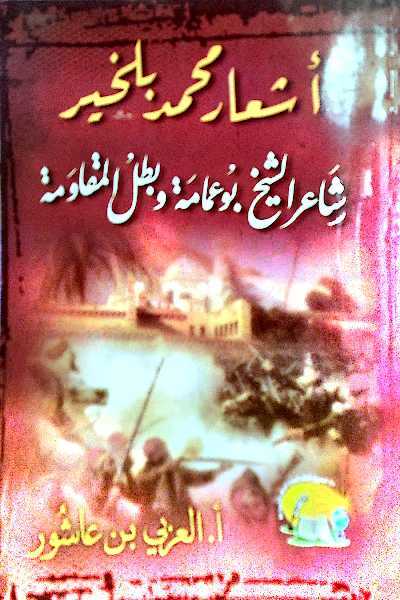 أشعار محمد بلخير
شاعر الشيخ بوعمامة وبطل المقاومة
أ. العربي بن عاشور